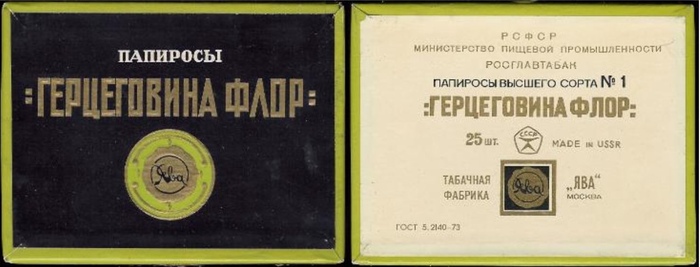 ПАПИРОСЫ
:ГЕРЦЕГОВИНА ФЛОР:
Ява
3
РСФСР
МИНИСТЕРСТВО ПИЩЕВОЙ ПРОМЫШЛЕННОСТИ
РОСГЛАВТАБАК
ПАПИРОСЫ ВЫСШЕГО СОРТА № 1
:ГЕРЦЕГОВИНА ФЛОР:
25 ШТ. СССР MADE IN USSR
ТАБАЧНАЯ ФАБРИКА Ява „ЯВА“ МОСКВА
ГОСТ 5.2140-73